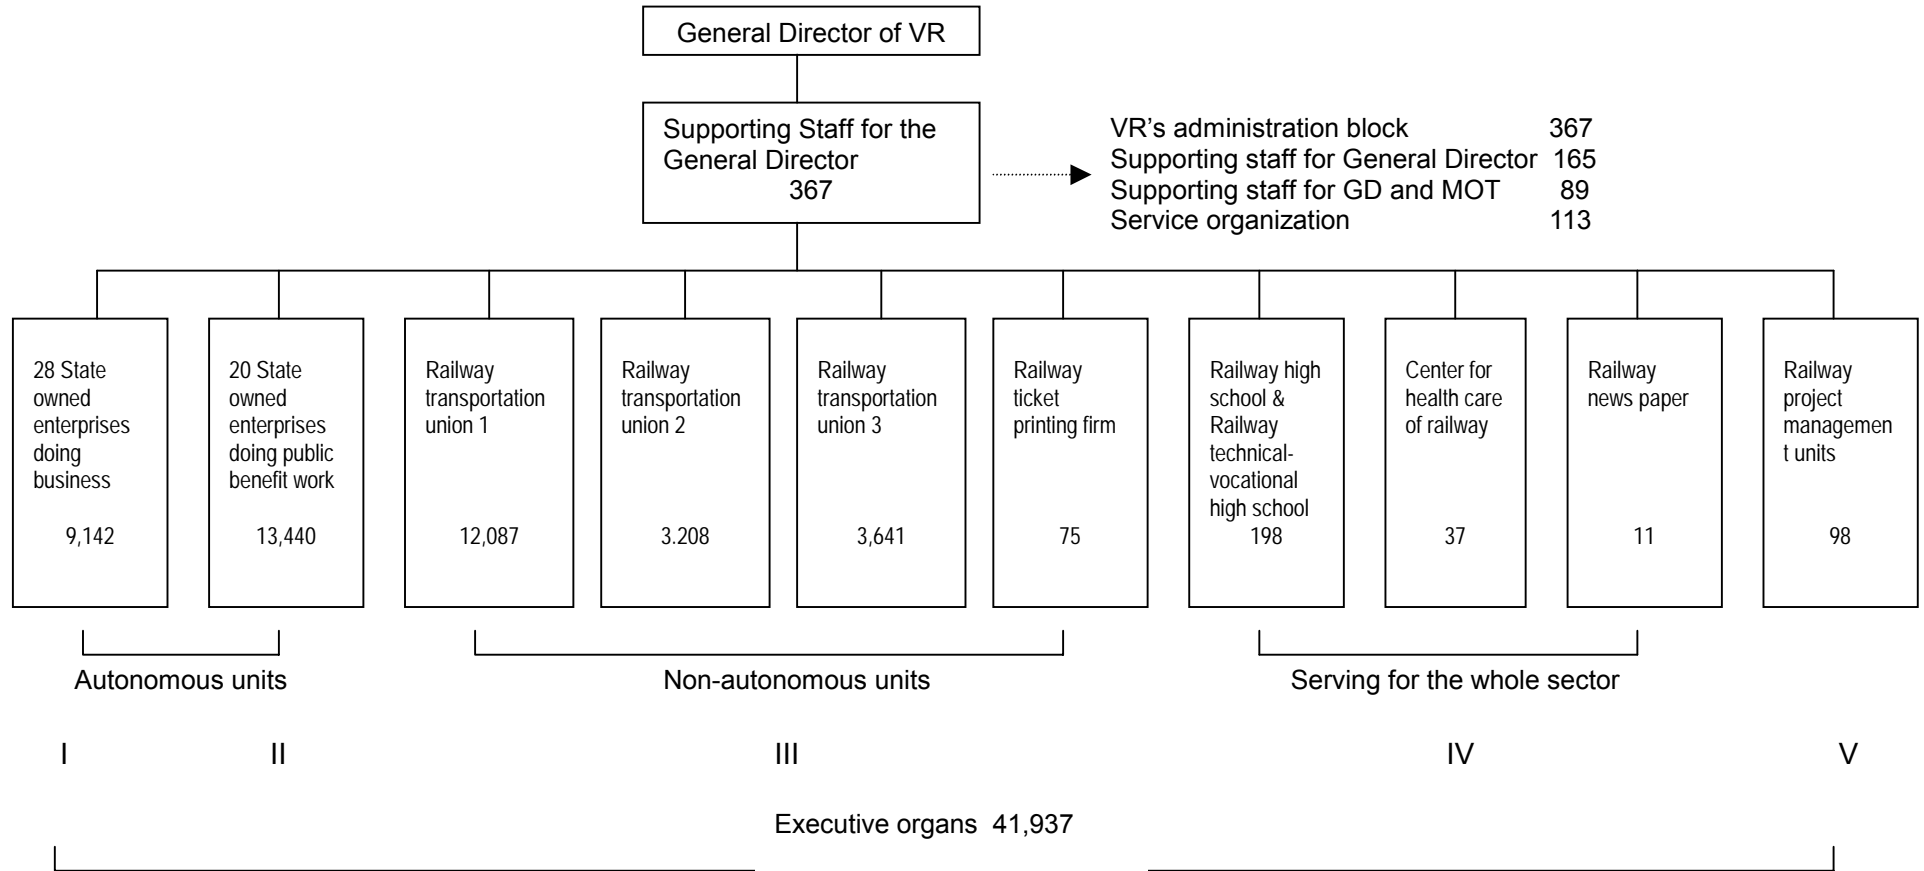 General Director of VR
Supporting Staff for the
General Director
367
VR's administration block 367
Supporting staff for General Director 165
Supporting staff for GD and MOT 89
Service organization 113
28 State
owned
enterprises
doing
business
9,142
20 State
owned
enterprises
doing public
benefit work
13,440
Railway
transportation
union 1
12,087
Railway
transportation
union 2
3.208
Railway
transportation
union 3
3,641
Railway
ticket
printing firm
75
Railway high
school &
Railway
technical-
vocational
high school
198
Center for
health care
of railway
37
Railway
news paper
11
Railway
project
managemen
t units
98
Autonomous units
Non-autonomous units
Serving for the whole sector
I
II
III
IV
V
Executive organs 41,937